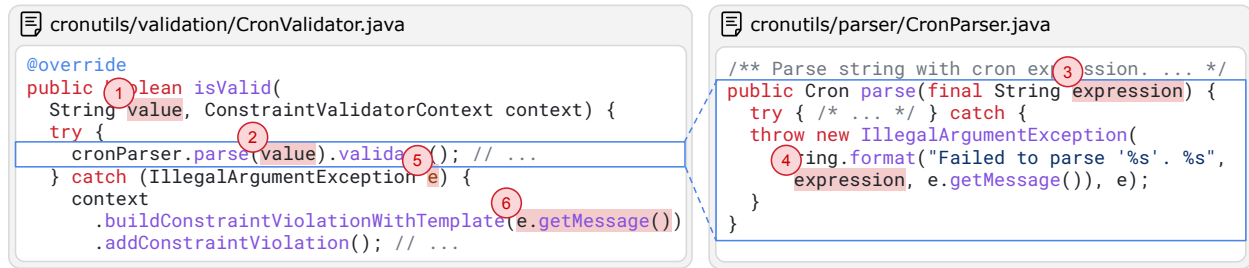 cronutils/validation/CronValidator.java
@override
public boolean isValid(
1
String value, ConstraintValidatorContext context) {
try {
2
cronParser.parse(value).validate(); // ...
5
} catch (IllegalArgumentException e) {
context
6
.buildConstraintViolationWithTemplate(e.getMessage())
.addConstraintViolation(); // ...
cronutils/parser/CronParser.java
/** Parse string with cron expression. ... */
3
public Cron parse(final String expression) {
try { /* ... */ } catch {
throw new IllegalArgumentException(
4
String.format("Failed to parse '%s'. %s",
expression, e.getMessage()), e);
}
}